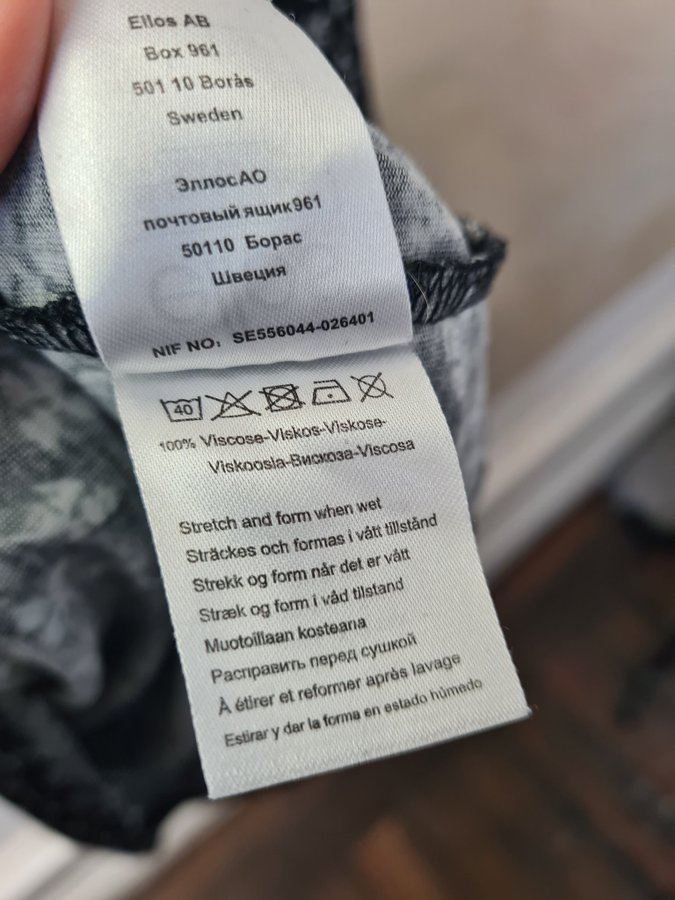 Ellos AB
Box 961
501 10 Borås
Sweden
ЭллосАО
почтовый ящик961
50110 Борас
Швеция
NIF NO: SE556044-026401
40
100% Viscose-Viskos-Viskose-
Viskoosia-Вискоза-Viscosa
Stretch and form when wet
Sträckes och formas i vått tillstånd
Strekk og form når det er vått
Stræk og form i våd tilstand
Muotoillaan kosteana
Расправить перед сушкой
À étirer et reformer après lavage
Estirar y dar la forma en estado húmedo